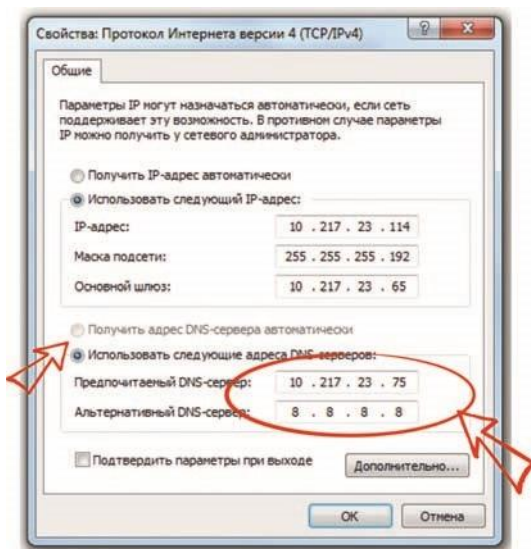 Свойства: Протокол Интернета версии 4 (TCP/IPv4)
Общие
Параметры IP могут назначаться автоматически, если сеть
поддерживает эту возможность. В противном случае параметры
IP можно получить у сетевого администратора.
Получить IP-адрес автоматически
Использовать следующий IP-адрес:
IP-адрес: 10 . 217 . 23 . 114
Маска подсети: 255 . 255 . 255 . 192
Основной шлюз: 10 . 217 . 23 . 65
Получить адрес DNS-сервера автоматически
Использовать следующие адреса DNS-серверов:
Предпочитаемый DNS-сервер: 10 . 217 . 23 . 75
Альтернативный DNS-сервер: 8 . 8 . 8 . 8
Подтвердить параметры при выходе
Дополнительно...
ОК Отмена